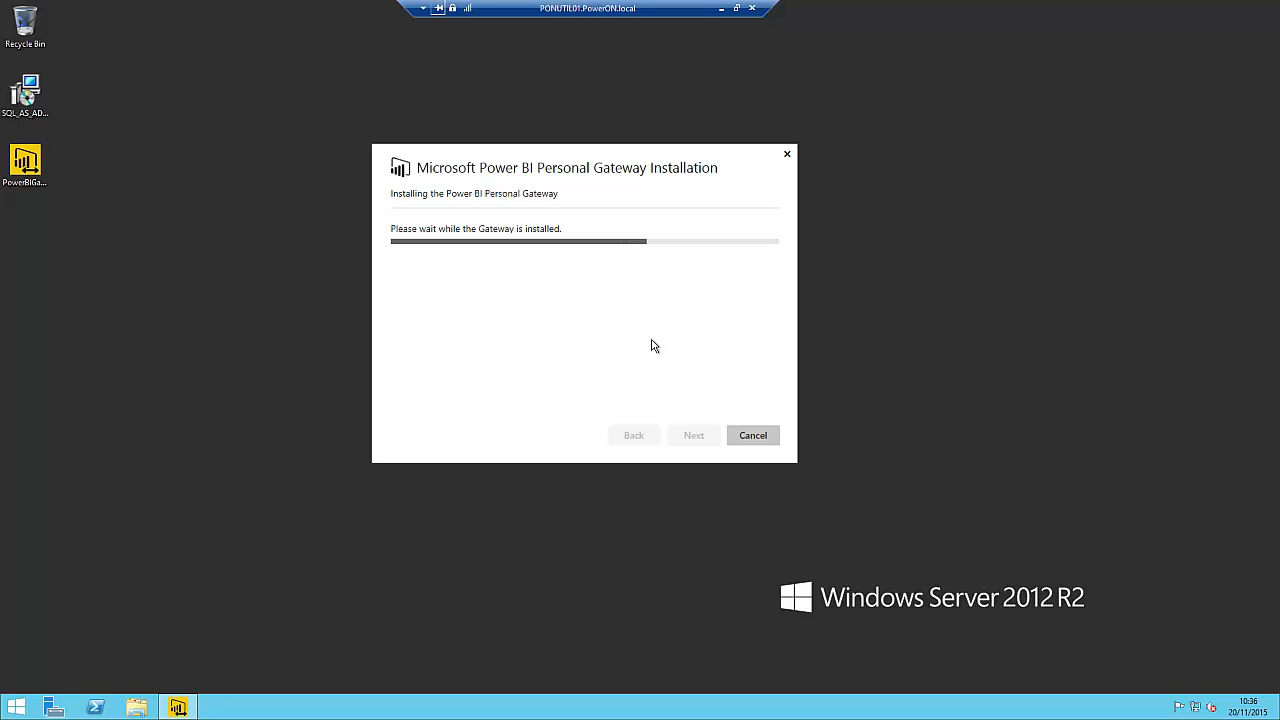 PONUTIL01.PowerON.local
Recycle Bin
SQL_AS_AD...
PowerBIGa...
Microsoft Power BI Personal Gateway Installation
Installing the Power BI Personal Gateway
Please wait while the Gateway is installed.
Back
Next
Cancel
Windows Server 2012 R2
10:36
20/11/2015